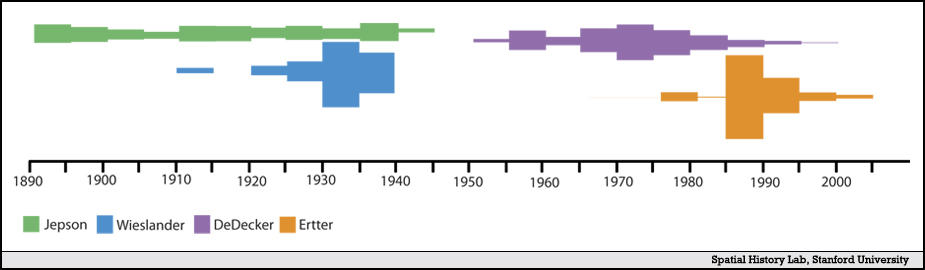 1890 1900 1910 1920 1930 1940 1950 1960 1970 1980 1990 2000
Jepson Wieslander DeDecker Ertter
Spatial History Lab, Stanford University